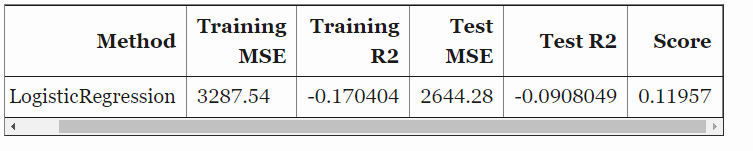 Method Training MSE Training R2 Test MSE Test R2 Score
LogisticRegression 3287.54 -0.170404 2644.28 -0.0908049 0.11957